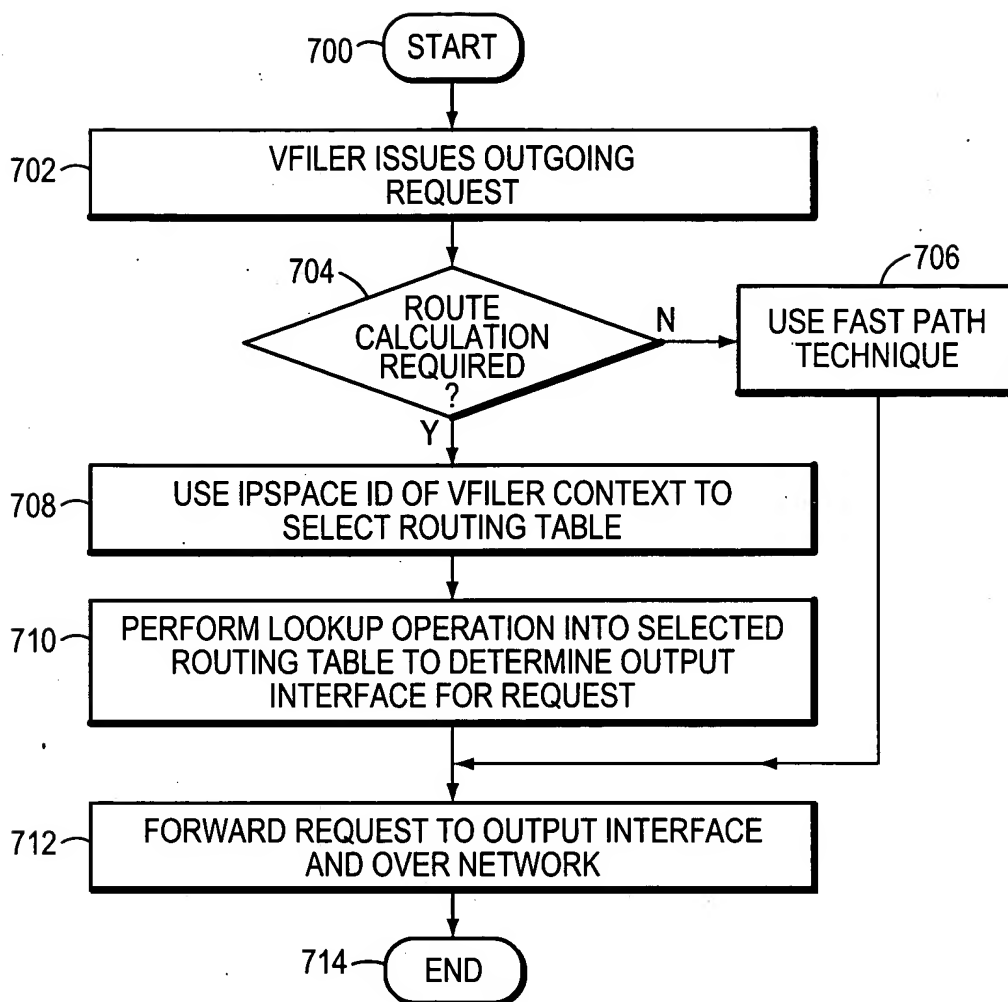 700
START
702
VFILER ISSUES OUTGOING
REQUEST
704
ROUTE
CALCULATION
REQUIRED
?
N
706
USE FAST PATH
TECHNIQUE
Y
708
USE IPSPACE ID OF VFILER CONTEXT TO
SELECT ROUTING TABLE
710
PERFORM LOOKUP OPERATION INTO SELECTED
ROUTING TABLE TO DETERMINE OUTPUT
INTERFACE FOR REQUEST
712
FORWARD REQUEST TO OUTPUT INTERFACE
AND OVER NETWORK
714
END